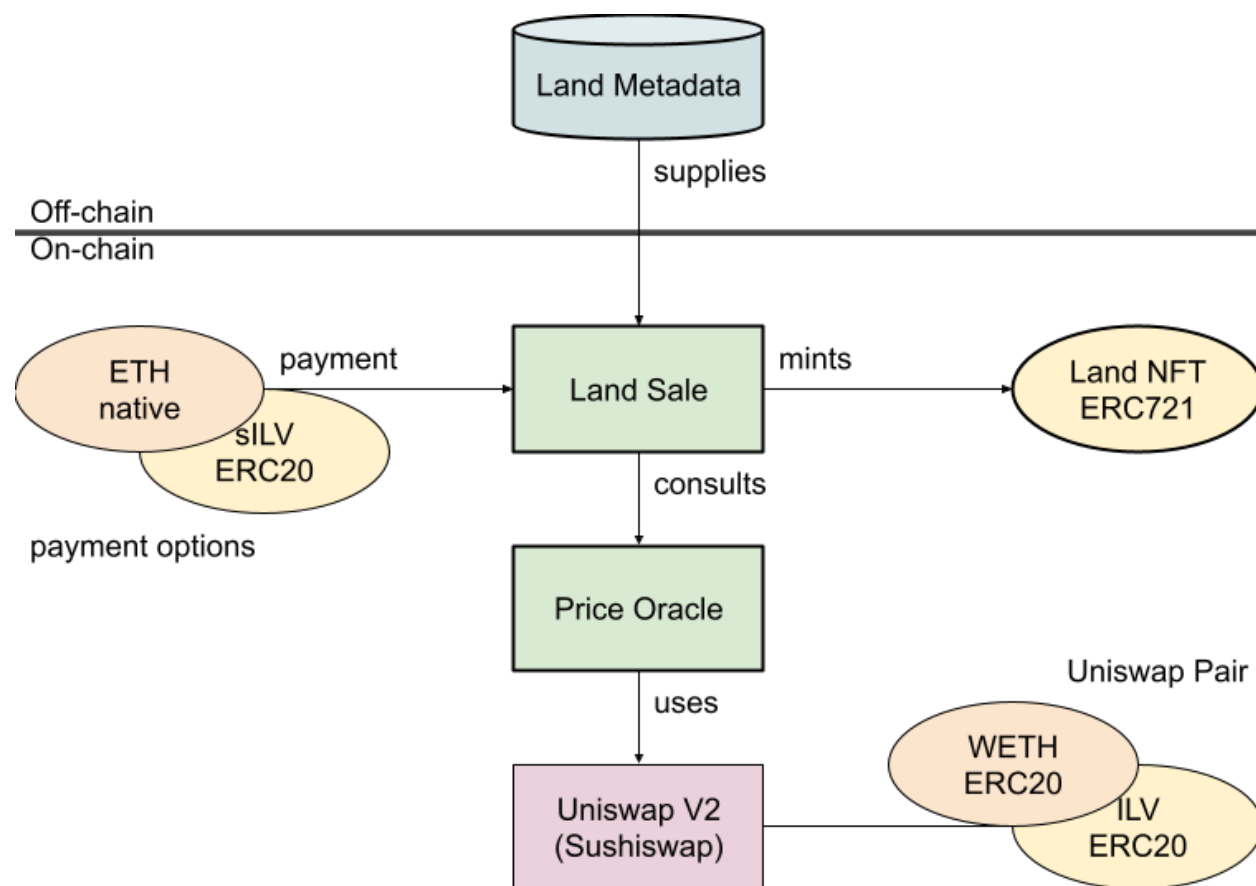 Land Metadata
supplies
Off-chain
On-chain
ETH
native
payment
Land Sale
mints
Land NFT
ERC721
sILV
ERC20
consults
payment options
Price Oracle
Uniswap Pair
uses
WETH
ERC20
Uniswap V2
(Sushiswap)
ILV
ERC20